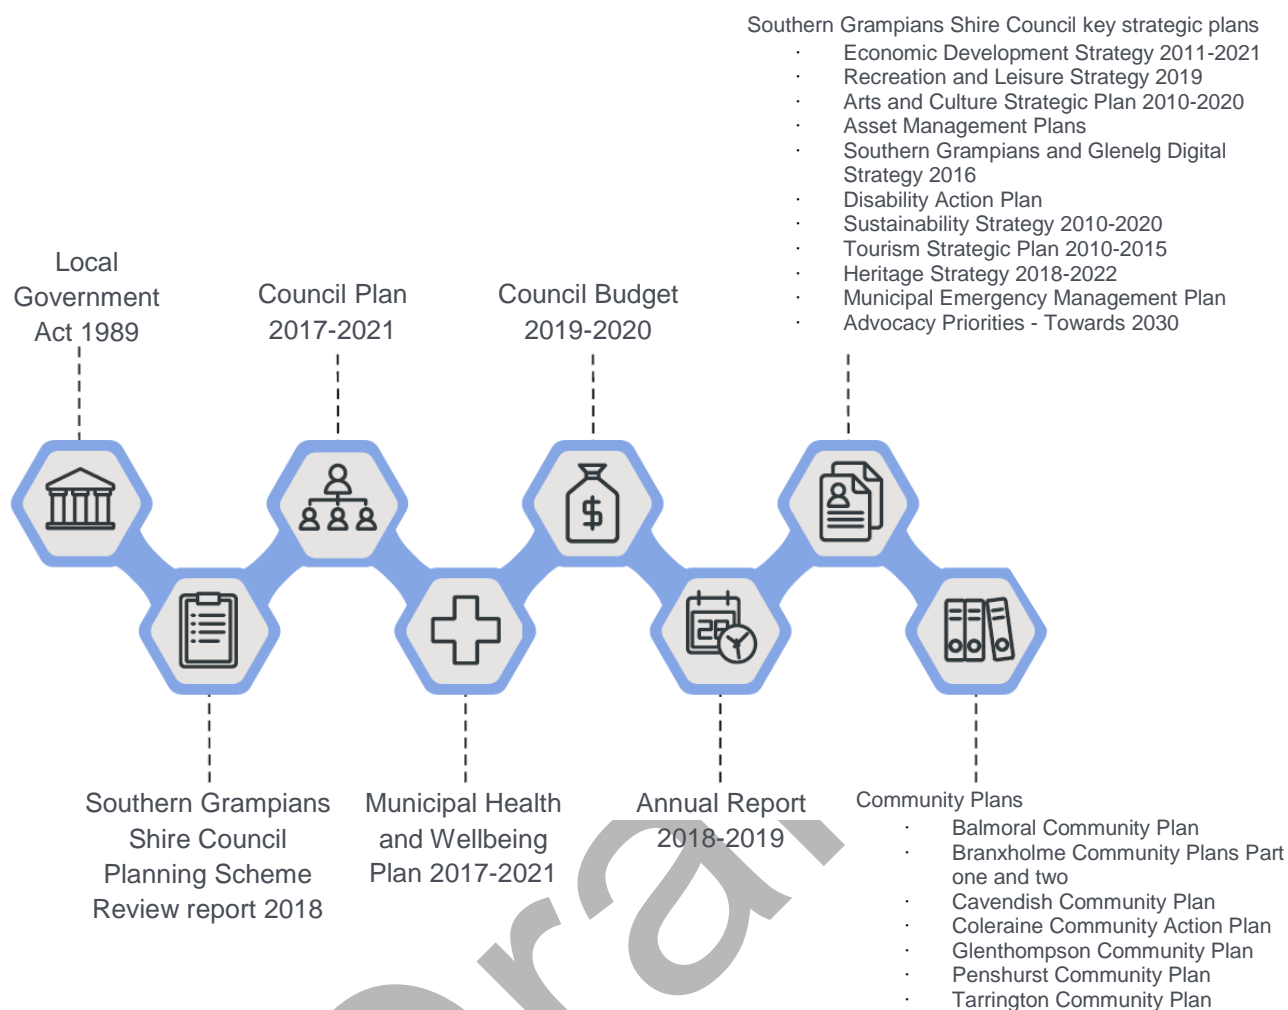 Southern Grampians Shire Council key strategic plans
· Economic Development Strategy 2011-2021
· Recreation and Leisure Strategy 2019
· Arts and Culture Strategic Plan 2010-2020
· Asset Management Plans
· Southern Grampians and Glenelg Digital
Strategy 2016
· Disability Action Plan
· Sustainability Strategy 2010-2020
· Tourism Strategic Plan 2010-2015
· Heritage Strategy 2018-2022
· Municipal Emergency Management Plan
· Advocacy Priorities - Towards 2030
Local
Government
Act 1989
Council Plan
2017-2021
Council Budget
2019-2020
$
28
Southern Grampians
Shire Council
Planning Scheme
Review report 2018
Municipal Health
and Wellbeing
Plan 2017-2021
Annual Report
2018-2019
Community Plans
· Balmoral Community Plan
· Branxholme Community Plans Part
one and two
· Cavendish Community Plan
· Coleraine Community Action Plan
· Glenthompson Community Plan
· Penshurst Community Plan
· Tarrington Community Plan